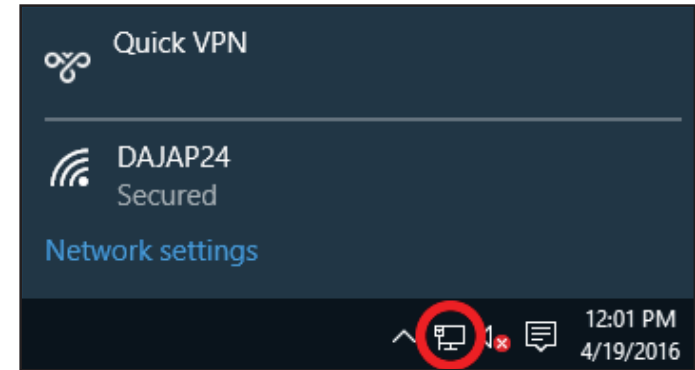 Quick VPN
DAJAP24
Secured
Network settings
12:01 PM
4/19/2016